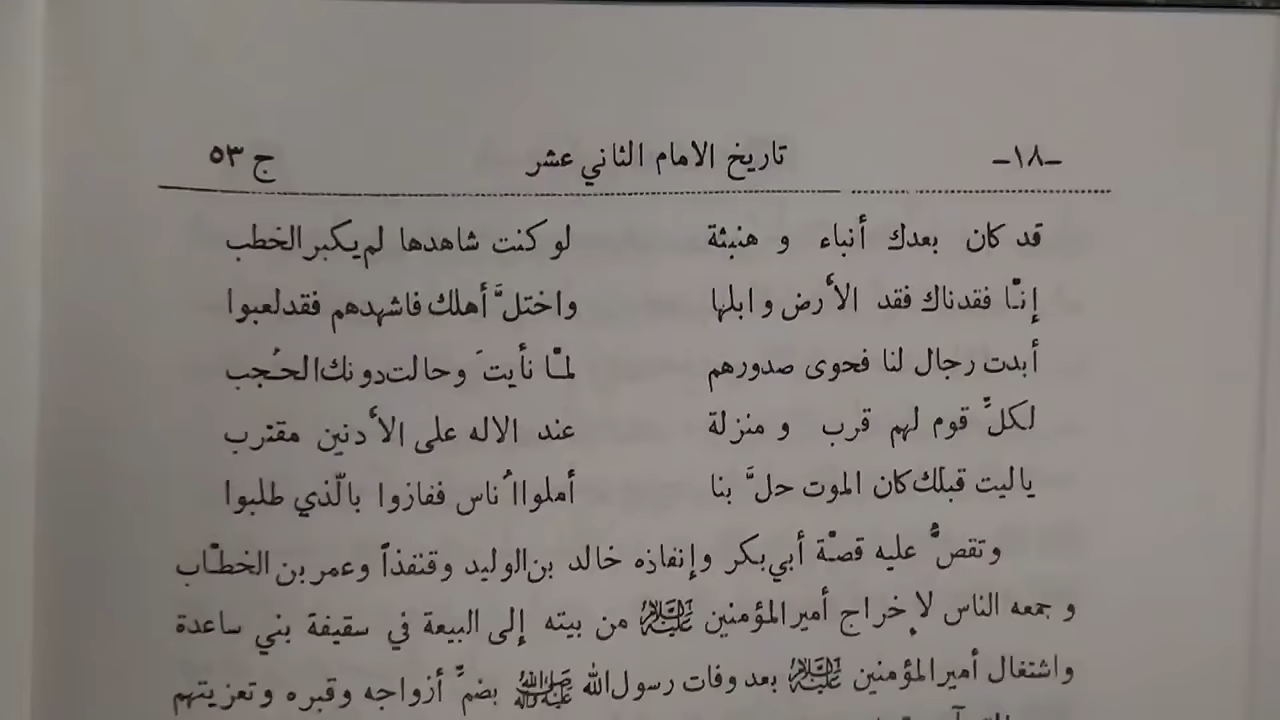 -١٨- تاريخ الامام الثاني عشر ج ٥٣
قد كان بعدك أنباء و هنبثة لو كنت شاهدها لم يكبر الخطب
إنّا فقدناك فقد الأرض وابلها واختلَّ أهلك فاشهدهم فقد لعبوا
أبدت رجال لنا فحوى صدورهم لمّا نأيتَ وحالت دونك الحُجب
لكلِّ قوم لهم قرب و منزلة عند الاله على الأدنين مقترب
ياليت قبلك كان الموت حلَّ بنا أملوا اُناس ففازوا بالّذي طلبوا
وتقصُّ عليه قصّة أبي بكر وإنفاذه خالد بن الوليد وقنفذاً وعمر بن الخطّاب
و جمعه الناس لإخراج أمير المؤمنين عليه السلام من بيته إلى البيعة في سقيفة بني ساعدة
واشتغال أمير المؤمنين عليه السلام بعد وفات رسول الله صلى الله عليه وآله بضمِّ أزواجه وقبره وتعزيتهم